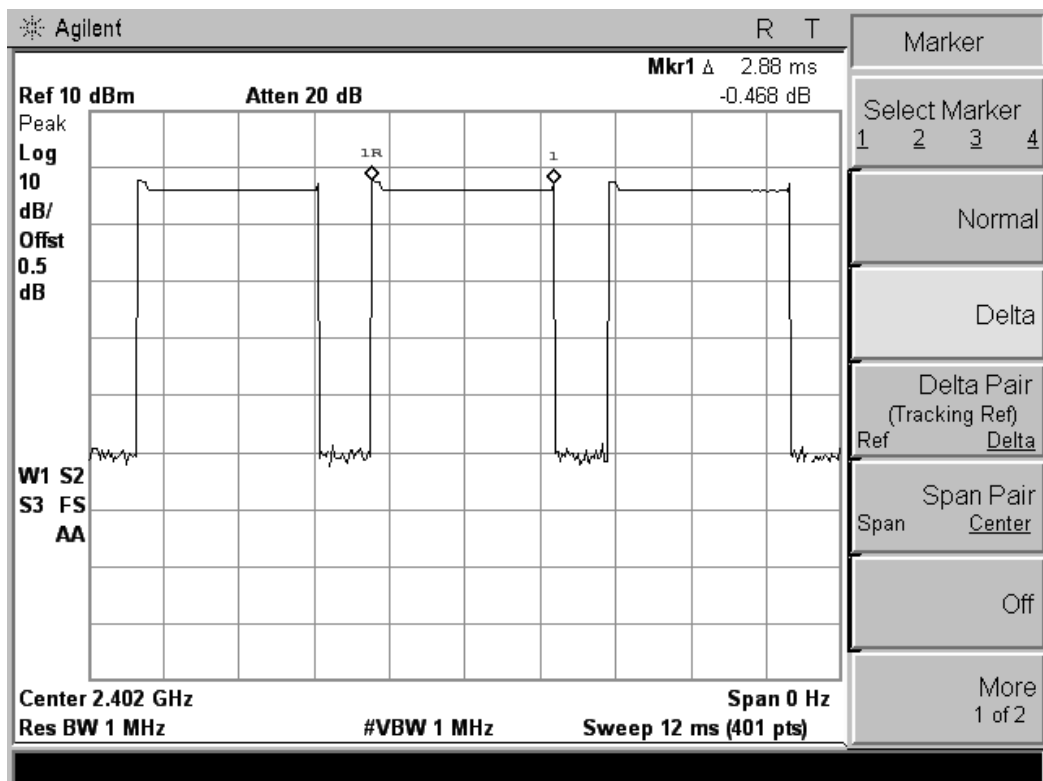 Agilent R T
Mkr1 Δ 2.88 ms
Ref 10 dBm Atten 20 dB -0.468 dB
Peak
Log
10
dB/
Offst
0.5
dB
1R
1
W1 S2
S3 FS
AA
Center 2.402 GHz Span 0 Hz
Res BW 1 MHz #VBW 1 MHz Sweep 12 ms (401 pts)
Marker
Select Marker
1 2 3 4
Normal
Delta
Delta Pair
(Tracking Ref)
Ref Delta
Span Pair
Span Center
Off
More
1 of 2